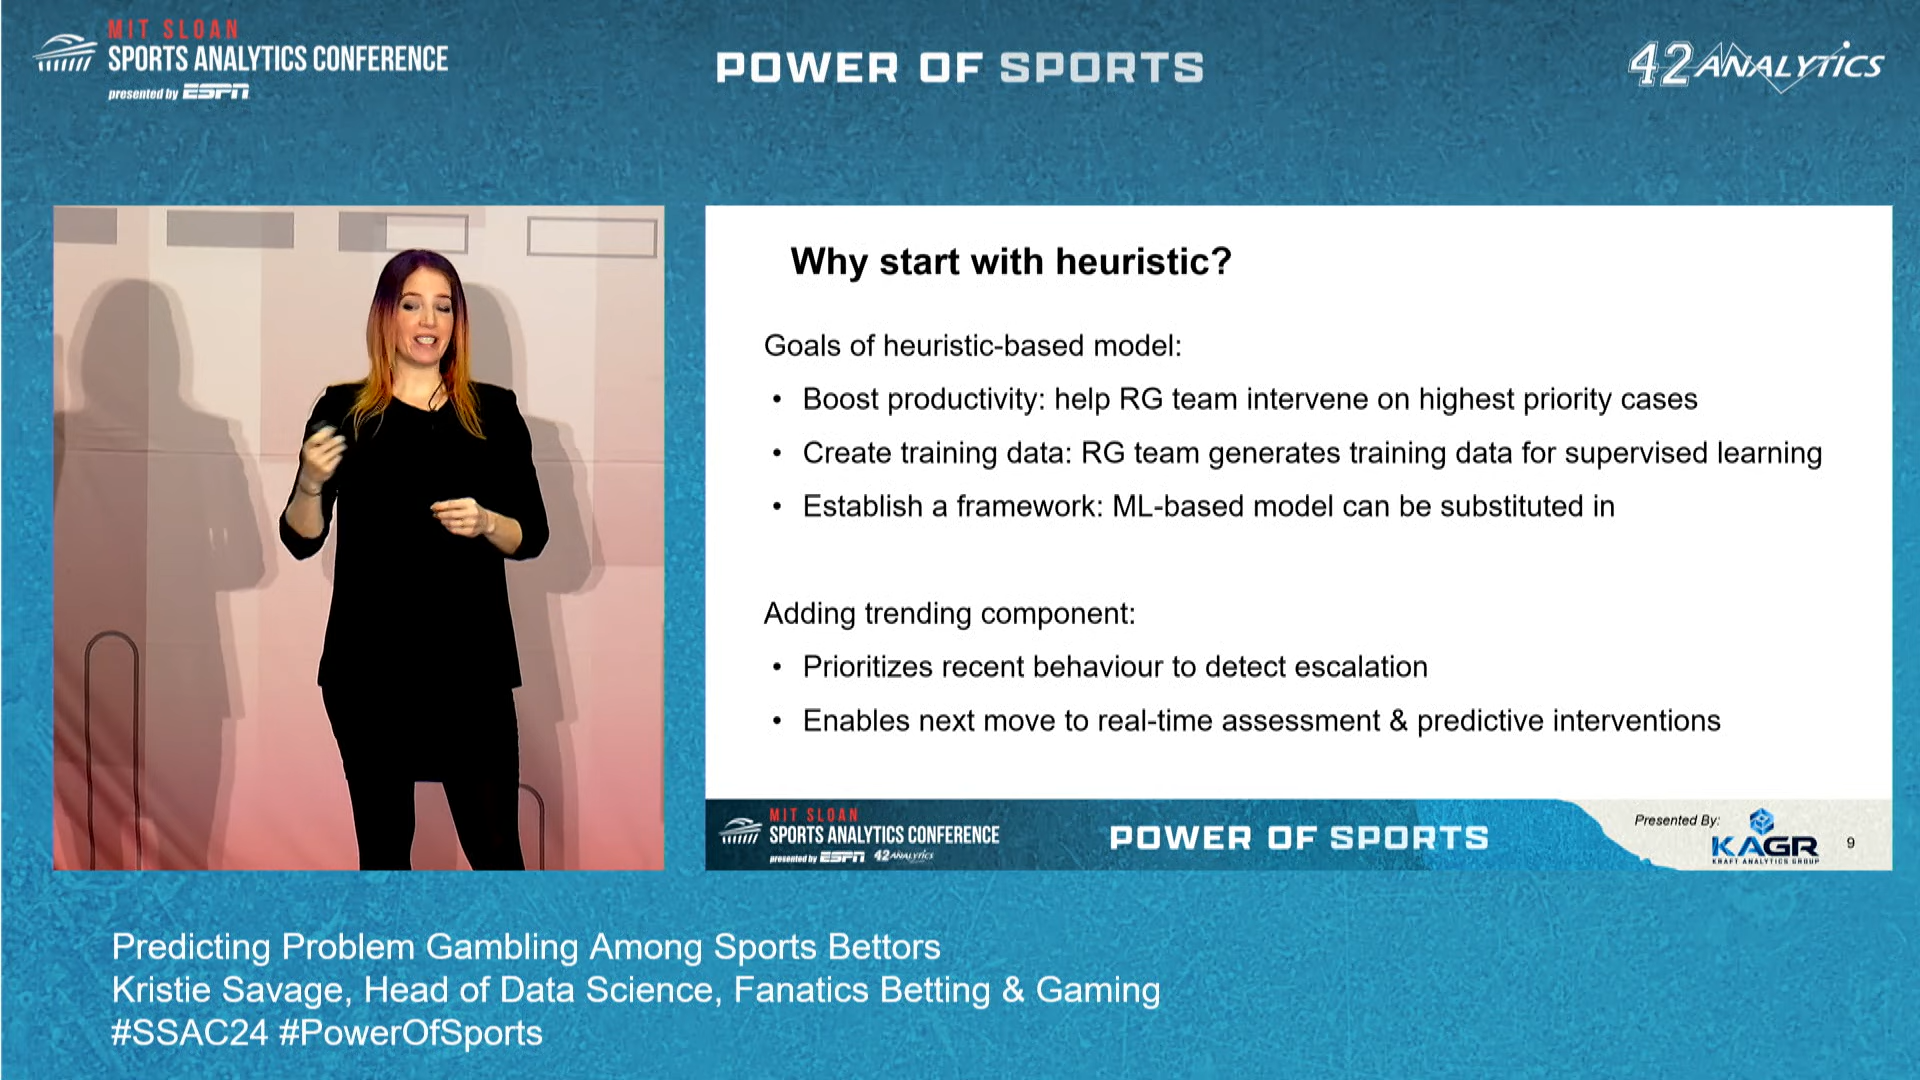 MIT SLOAN
SPORTS ANALYTICS CONFERENCE
presented by ESPN
POWER OF SPORTS
42 ANALYTICS
Why start with heuristic?
Goals of heuristic-based model:
• Boost productivity: help RG team intervene on highest priority cases
• Create training data: RG team generates training data for supervised learning
• Establish a framework: ML-based model can be substituted in
Adding trending component:
• Prioritizes recent behaviour to detect escalation
• Enables next move to real-time assessment & predictive interventions
MIT SLOAN
SPORTS ANALYTICS CONFERENCE
presented by ESPN 42 ANALYTICS
POWER OF SPORTS
Presented By:
KAGR
KRAFT ANALYTICS GROUP
9
Predicting Problem Gambling Among Sports Bettors
Kristie Savage, Head of Data Science, Fanatics Betting & Gaming
#SSAC24 #PowerOfSports